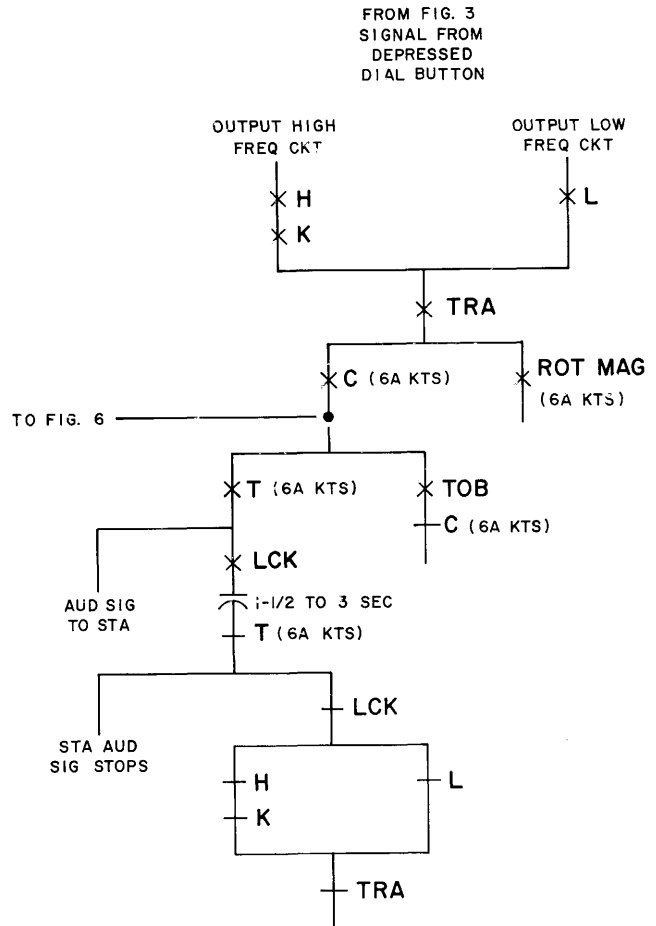 FROM FIG. 3
SIGNAL FROM
DEPRESSED
DIAL BUTTON
OUTPUT HIGH
FREQ CKT
OUTPUT LOW
FREQ CKT
H
L
K
TRA
C (6A KTS)
ROT MAG
(6A KTS)
TO FIG. 6
T (6A KTS)
TOB
C (6A KTS)
LCK
AUD SIG
TO STA
1-1/2 TO 3 SEC
T (6A KTS)
LCK
STA AUD
SIG STOPS
H
L
K
TRA